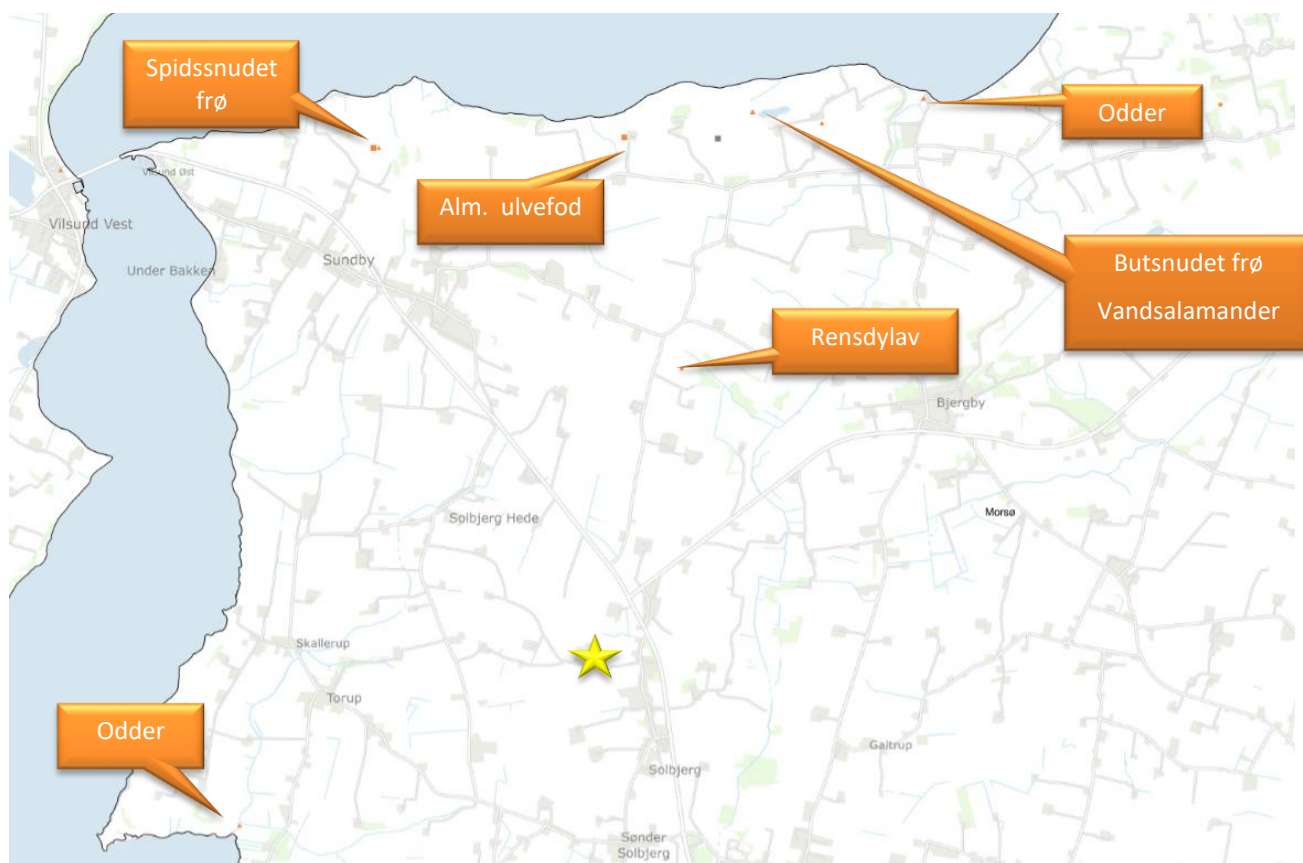 Spidssnudet
frø
Odder
Vilsund Øst
Alm. ulvefod
Vilsund Vest
Butsnudet frø
Vandsalamander
Under Bakken
Sundby
Rensdylav
Bjergby
Solbjerg Hede
Morsø
Skallerup
Torup
Odder
Galtrup
Solbjerg
Sønder
Solbjerg